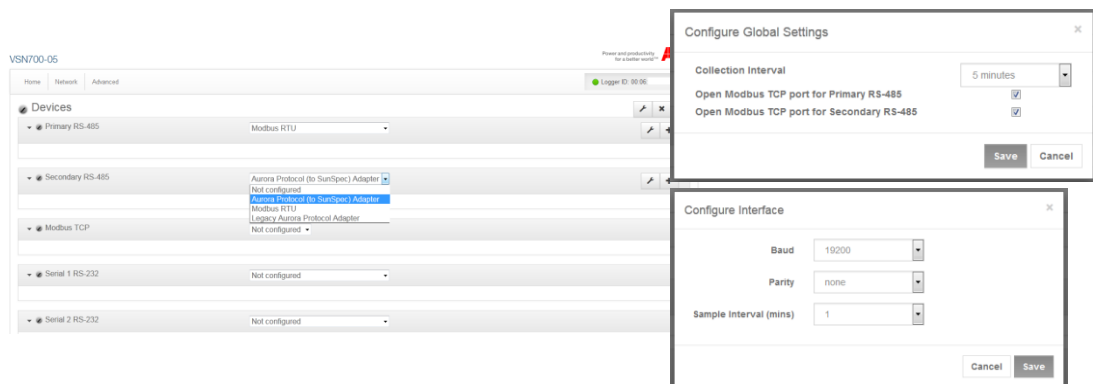 VSN700-05
Power and productivity
for a better world™
Home Network Advanced
Logger ID: 00:06:
Devices
Primary RS-485
Modbus RTU
Secondary RS-485
Aurora Protocol (to SunSpec) Adapter
Not configured
Aurora Protocol (to SunSpec) Adapter
Modbus RTU
Legacy Aurora Protocol Adapter
Modbus TCP
Not configured
Serial 1 RS-232
Not configured
Serial 2 RS-232
Not configured
Configure Global Settings
Collection Interval
5 minutes
Open Modbus TCP port for Primary RS-485
Open Modbus TCP port for Secondary RS-485
Save Cancel
Configure Interface
Baud 19200
Parity none
Sample Interval (mins) 1
Cancel Save